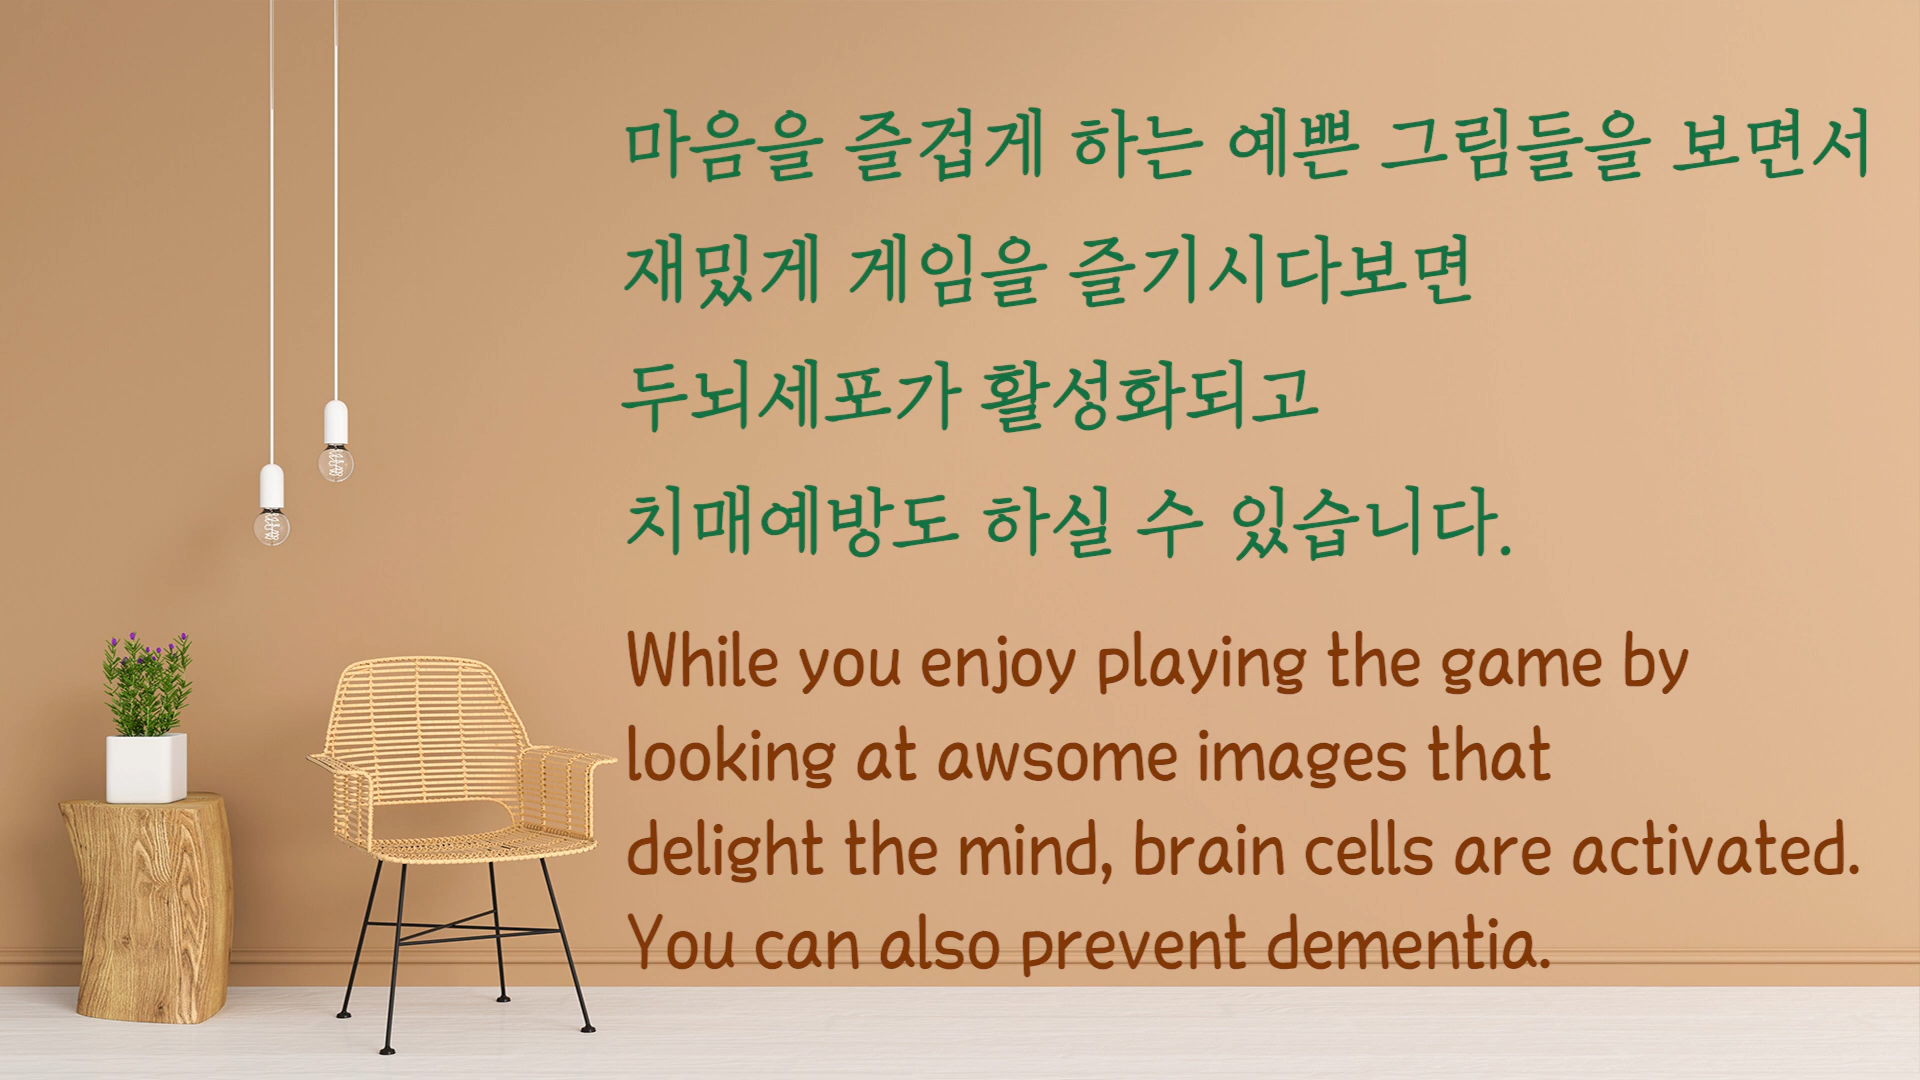 마음을 즐겁게 하는 예쁜 그림들을 보면서
재밌게 게임을 즐기시다보면
두뇌세포가 활성화되고
치매예방도 하실 수 있습니다.
While you enjoy playing the game by
looking at awsome images that
delight the mind, brain cells are activated.
You can also prevent dementia.